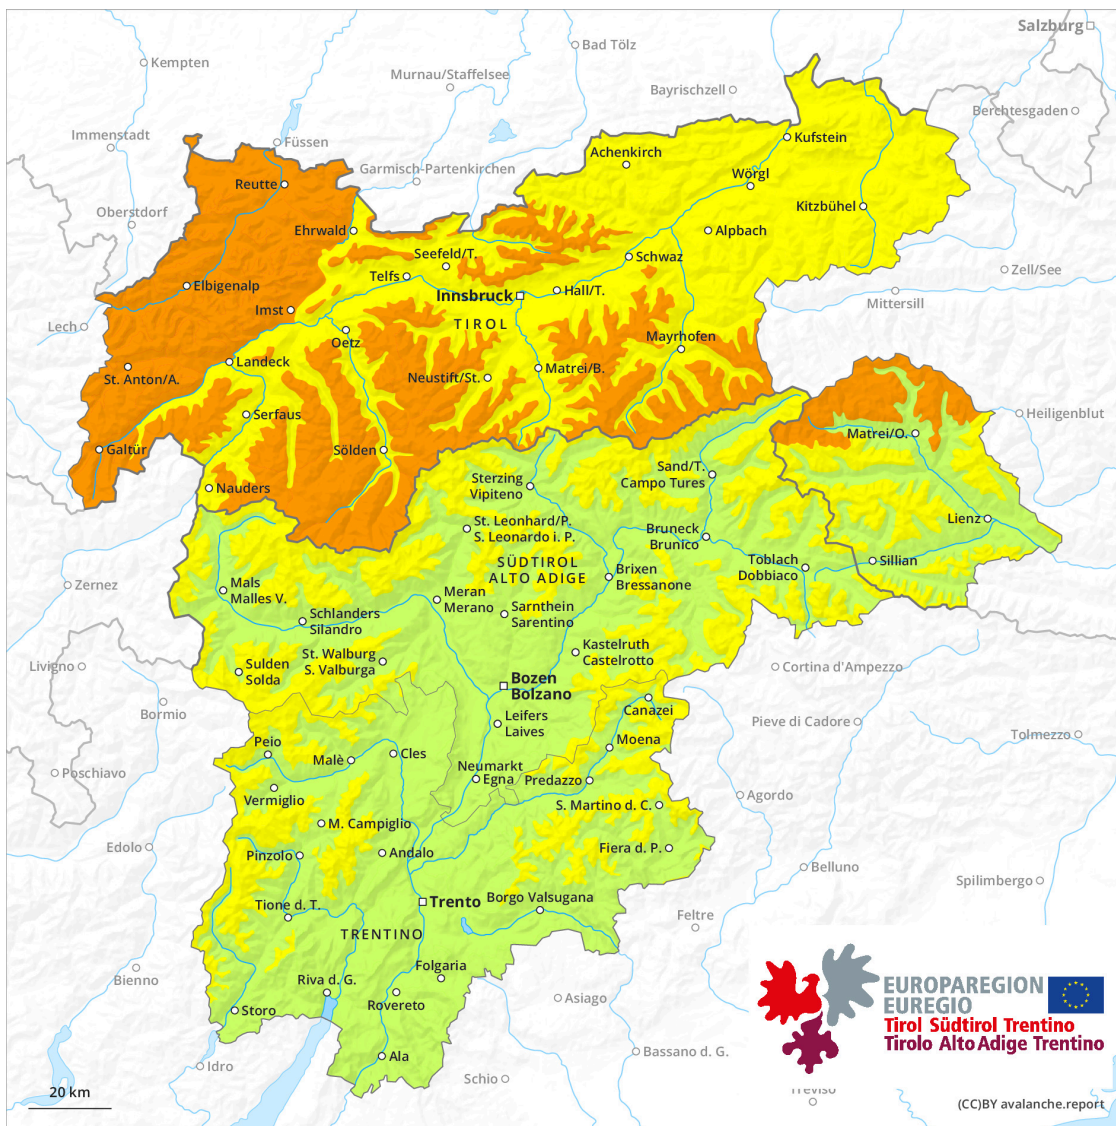 Salzburg
Bad Tölz
Kempten
Murnau/Staffelsee
Bayrischzell
Berchtesgaden
Immenstadt
Füssen
Kufstein
Achenkirch
Garmisch-Partenkirchen
Wörgl
Reutte
Oberstdorf
Kitzbühel
Ehrwald
Alpbach
Seefeld/T.
Schwaz
Telfs
Zell/See
Elbigenalp
Innsbruck
Hall/T.
Mittersill
Imst
TIROL
Lech
Oetz
Mayrhofen
Landeck
Matrei/B.
St. Anton/A.
Neustift/St.
Serfaus
Heiligenblut
Matrei/O.
Galtür
Sölden
Sand/T.
Campo Tures
Sterzing
Vipiteno
Nauders
Lienz
St. Leonhard/P.
S. Leonardo i. P.
Bruneck
Brunico
Toblach
Dobbiaco
Sillian
SÜDTIROL
ALTO ADIGE
Brixen
Bressanone
Zernez
Mals
Malles V.
Meran
Merano
Sarnthein
Sarentino
Schlanders
Silandro
Kastelruth
Castelrotto
St. Walburg
S. Valburga
Livigno
Sulden
Solda
Cortina d'Ampezzo
Bozen
Bolzano
Canazei
Bormio
Leifers
Laives
Pieve di Cadore
Tolmezzo
Moena
Peio
Malè
Cles
Poschiavo
Neumarkt
Egna
Predazzo
Vermiglio
Agordo
S. Martino d. C.
M. Campiglio
Edolo
Pinzolo
Andalo
Fiera d. P.
Belluno
Spilimbergo
Borgo Valsugana
Tione d. T.
Trento
Feltre
TRENTINO
Folgaria
Bienno
Riva d. G.
Rovereto
Asiago
Storo
EUROPAREGION
EUREGIO
Tirol Südtirol Trentino
Tirolo Alto Adige Trentino
Ala
Bassano d. G.
Idro
Schio
Treviso
20 km
(CC)BY avalanche.report